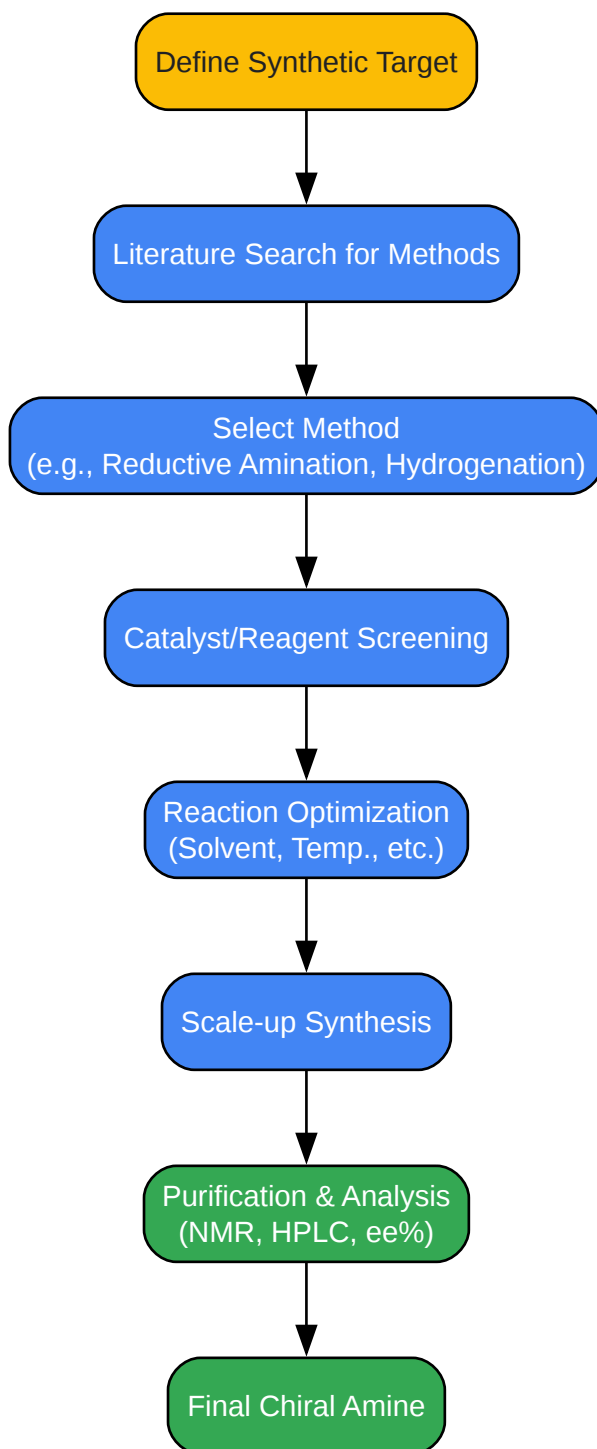 Define Synthetic Target
Literature Search for Methods
Select Method
(e.g., Reductive Amination, Hydrogenation)
Catalyst/Reagent Screening
Reaction Optimization
(Solvent, Temp., etc.)
Scale-up Synthesis
Purification & Analysis
(NMR, HPLC, ee%)
Final Chiral Amine